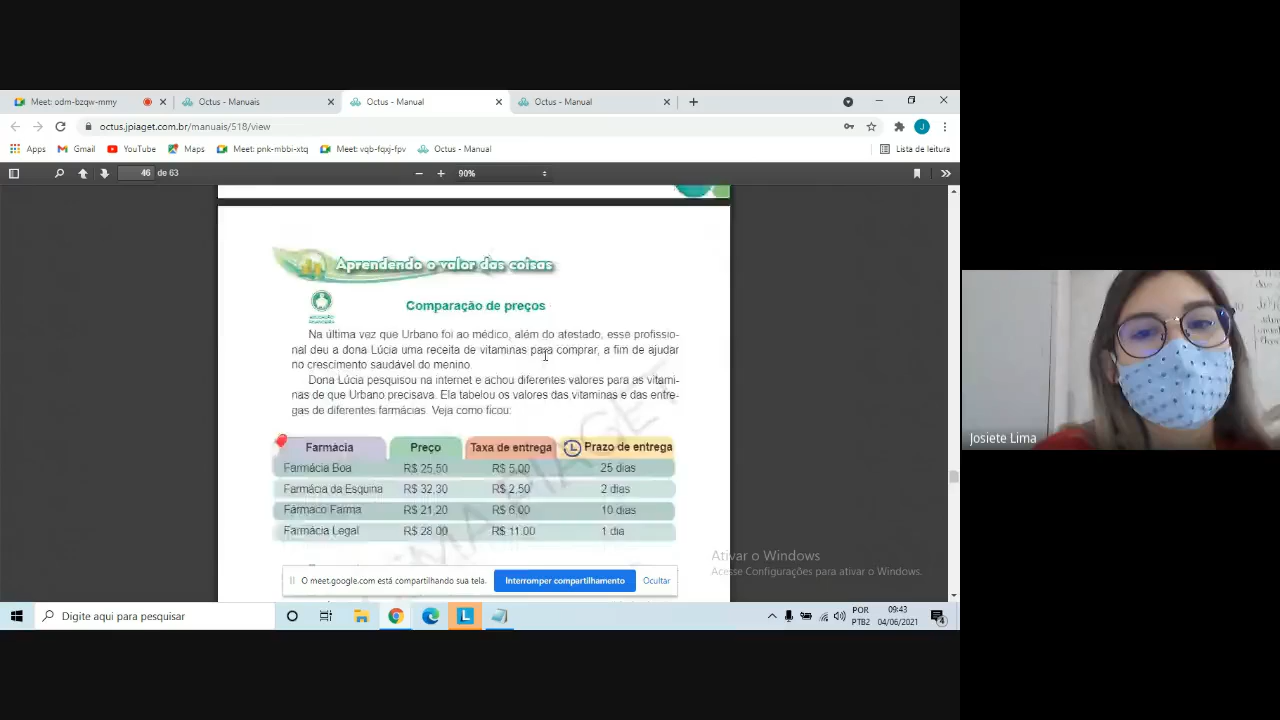 Meet: odm-bzqw-mmy
Octus - Manuais
Octus - Manual
Octus - Manual
octus.jpiaget.com.br/manuais/518/view
Apps
Gmail
YouTube
Maps
Meet: pnk-mbbi-xtq
Meet: vqb-fqxj-fpv
Octus - Manual
Lista de leitura
46 de 63
90%
Aprendendo o valor das coisas
Comparação de preços
Na última vez que Urbano foi ao médico, além do atestado, esse profissio-
nal deu a dona Lúcia uma receita de vitaminas para comprar, a fim de ajudar
no crescimento saudável do menino.
Dona Lúcia pesquisou na internet e achou diferentes valores para as vitami-
nas de que Urbano precisava. Ela tabelou os valores das vitaminas e das entre-
gas de diferentes farmácias. Veja como ficou:
Farmácia Preço Taxa de entrega Prazo de entrega
Farmácia Boa R$ 25,50 R$ 5,00 25 dias
Farmácia da Esquina R$ 32,30 R$ 2,50 2 dias
Fármaco Farma R$ 21,20 R$ 6,00 10 dias
Farmácia Legal R$ 28,00 R$ 11,00 1 dia
PIAGET
Ativar o Windows
Acesse Configurações para ativar o Windows.
O meet.google.com está compartilhando sua tela.
Interromper compartilhamento
Ocultar
Digite aqui para pesquisar
POR
PTB2
09:43
04/06/2021
4
Josiete Lima